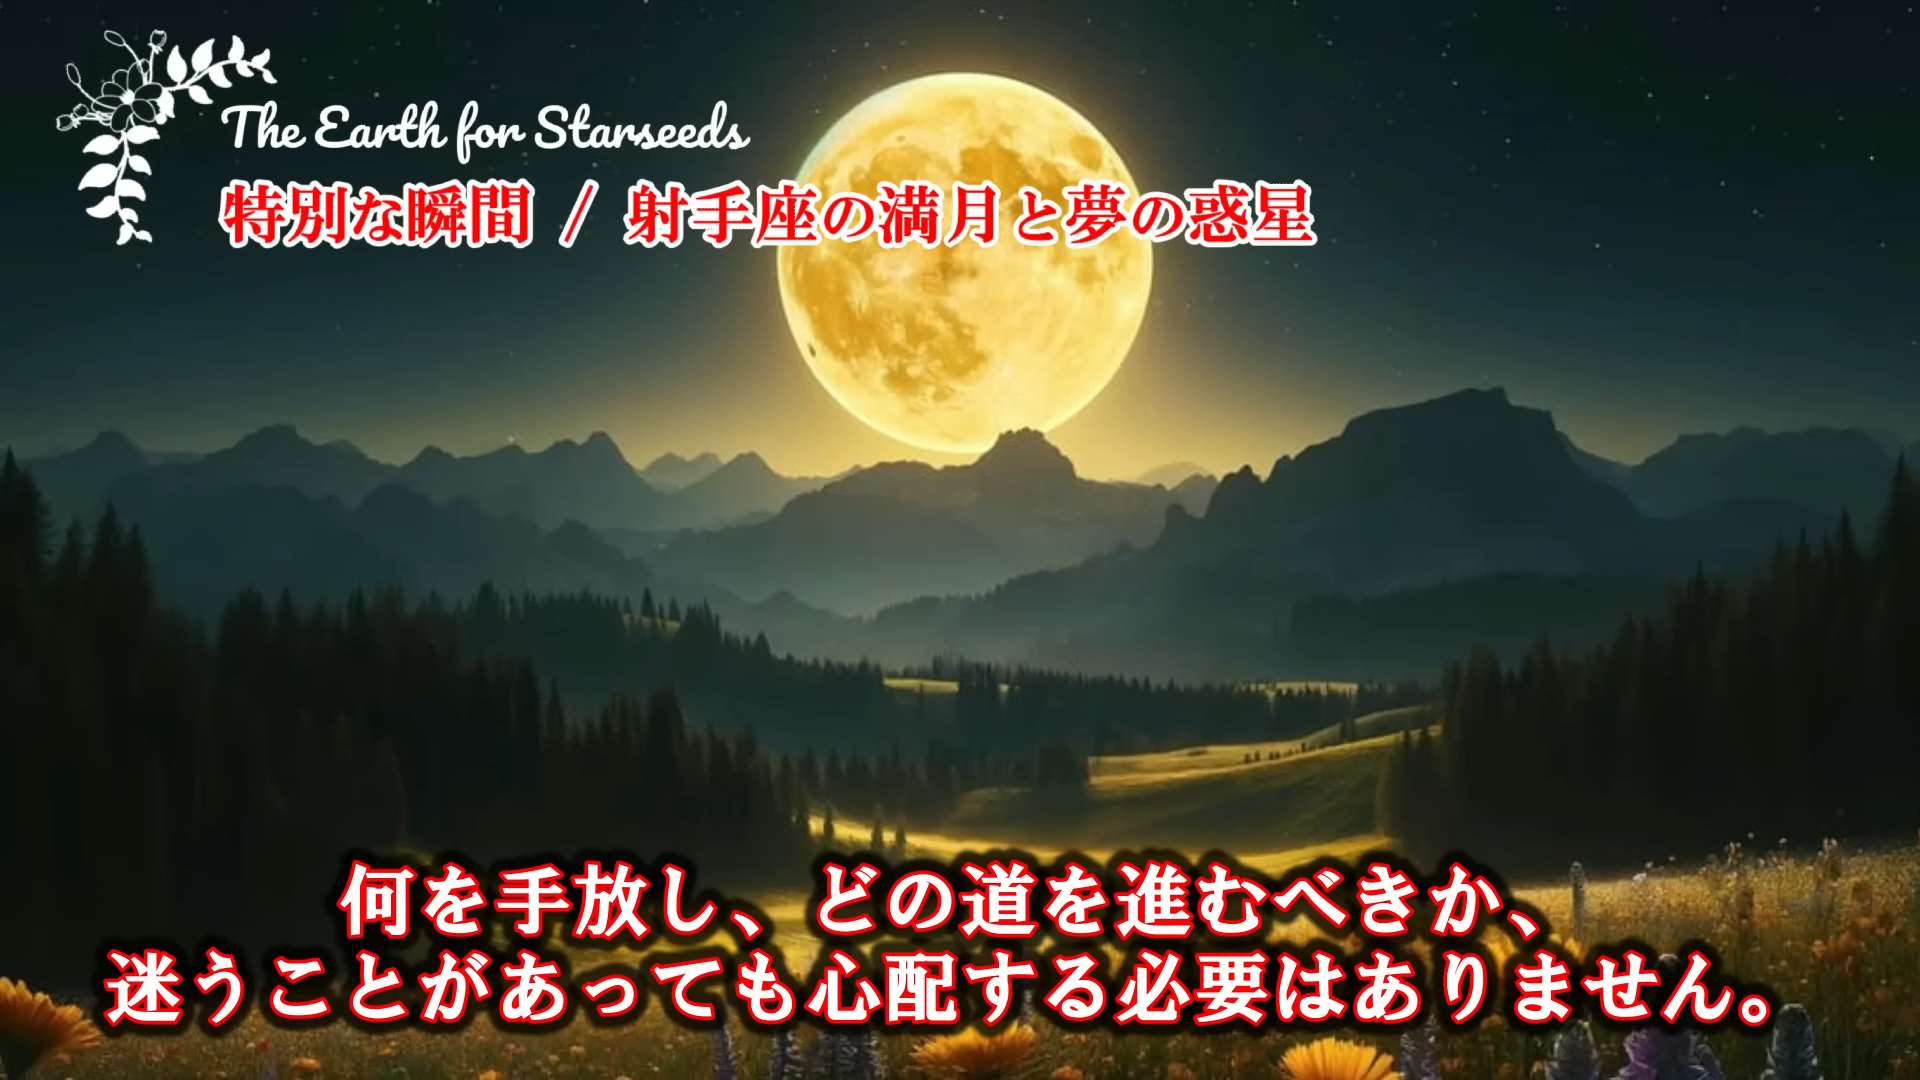 The Earth for Starseeds
特別な瞬間 / 射手座の満月と夢の惑星
何を手放し、どの道を進むべきか、
迷うことがあっても心配する必要はありません。